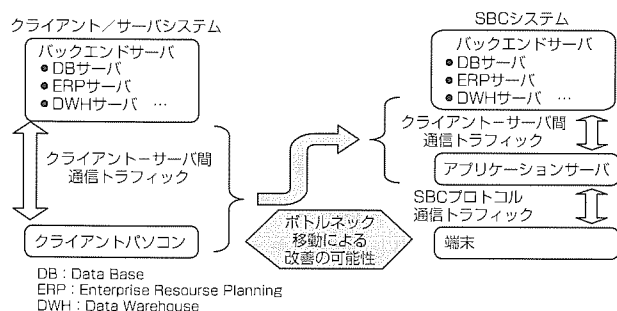 クライアント／サーバシステム
バックエンドサーバ
● DBサーバ
● ERPサーバ
● DWHサーバ …
クライアントーサーバ間
通信トラフィック
クライアントパソコン
DB：Data Base
ERP：Enterprise Resourse Planning
DWH：Data Warehouse
ボトルネック
移動による
改善の可能性
SBCシステム
バックエンドサーバ
● DBサーバ
● ERPサーバ
● DWHサーバ …
クライアントーサーバ間
通信トラフィック
アプリケーションサーバ
SBCプロトコル
通信トラフィック
端末